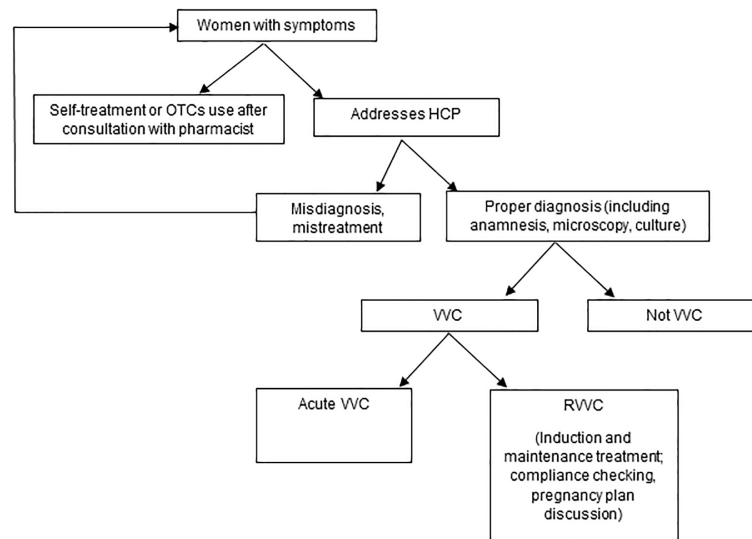 Women with symptoms
Self-treatment or OTCs use after
consultation with pharmacist
Addresses HCP
Misdiagnosis,
mistreatment
Proper diagnosis (including
anamnesis, microscopy, culture)
VVC
Not VVC
Acute VVC
RVVC
(Induction and
maintenance treatment;
compliance checking,
pregnancy plan
discussion)